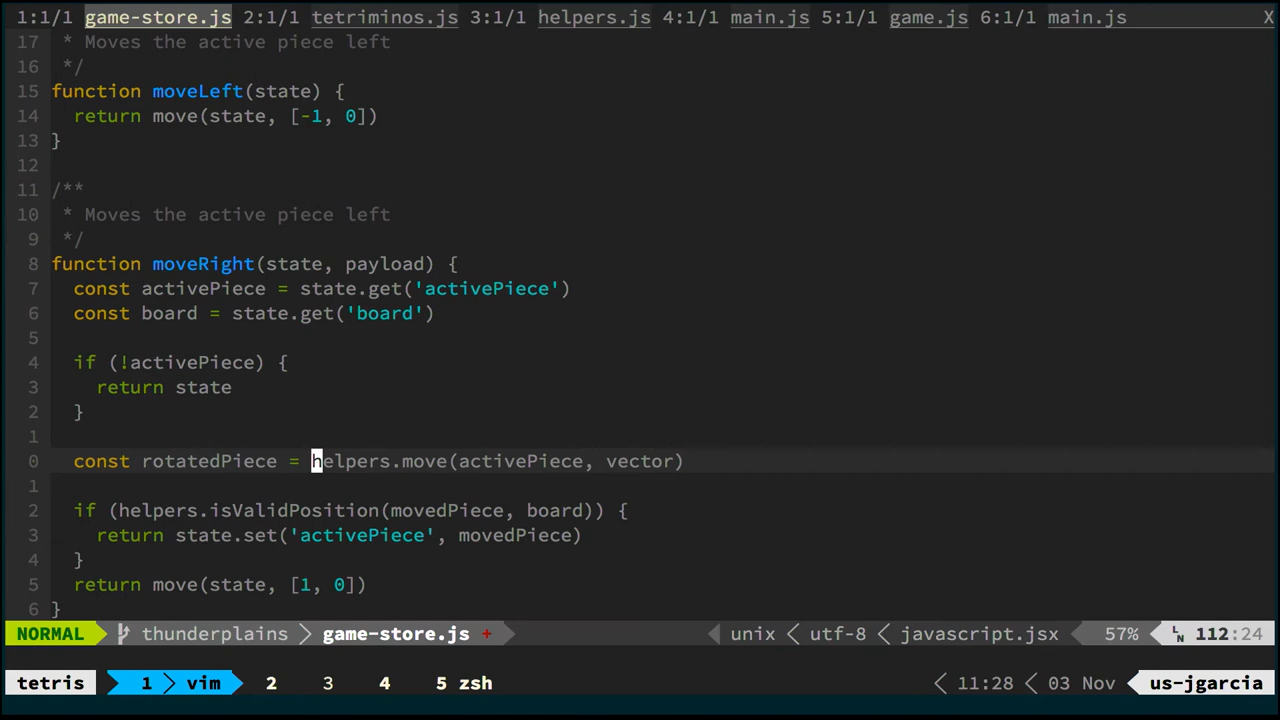 1:1/1 game-store.js 2:1/1 tetriminos.js 3:1/1 helpers.js 4:1/1 main.js 5:1/1 game.js 6:1/1 main.js X
17 * Moves the active piece left
16 */
15 function moveLeft(state) {
14 return move(state, [-1, 0])
13 }
12
11 /**
10 * Moves the active piece left
9 */
8 function moveRight(state, payload) {
7 const activePiece = state.get('activePiece')
6 const board = state.get('board')
5
4 if (!activePiece) {
3 return state
2 }
1
0 const rotatedPiece = helpers.move(activePiece, vector)
1
2 if (helpers.isValidPosition(movedPiece, board)) {
3 return state.set('activePiece', movedPiece)
4 }
5 return move(state, [1, 0])
6 }
NORMAL thunderplains game-store.js + unix utf-8 javascript.jsx 57% LN 112:24
tetris 1 vim 2 3 4 5 zsh 11:28 03 Nov us-jgarcia